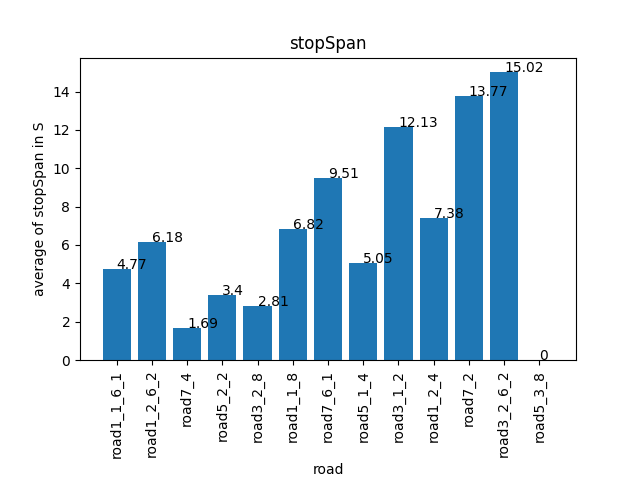 stopSpan
average of stopSpan in S
14
12
10
8
6
4
2
0
4.77
6.18
1.69
3.4
2.81
6.82
9.51
5.05
12.13
7.38
13.77
15.02
0
road1_1_6_1
road1_2_6_2
road7_4
road5_2_2
road3_2_8
road1_1_8
road7_6_1
road5_1_4
road3_1_2
road1_2_4
road7_2
road3_2_6_2
road5_3_8
road